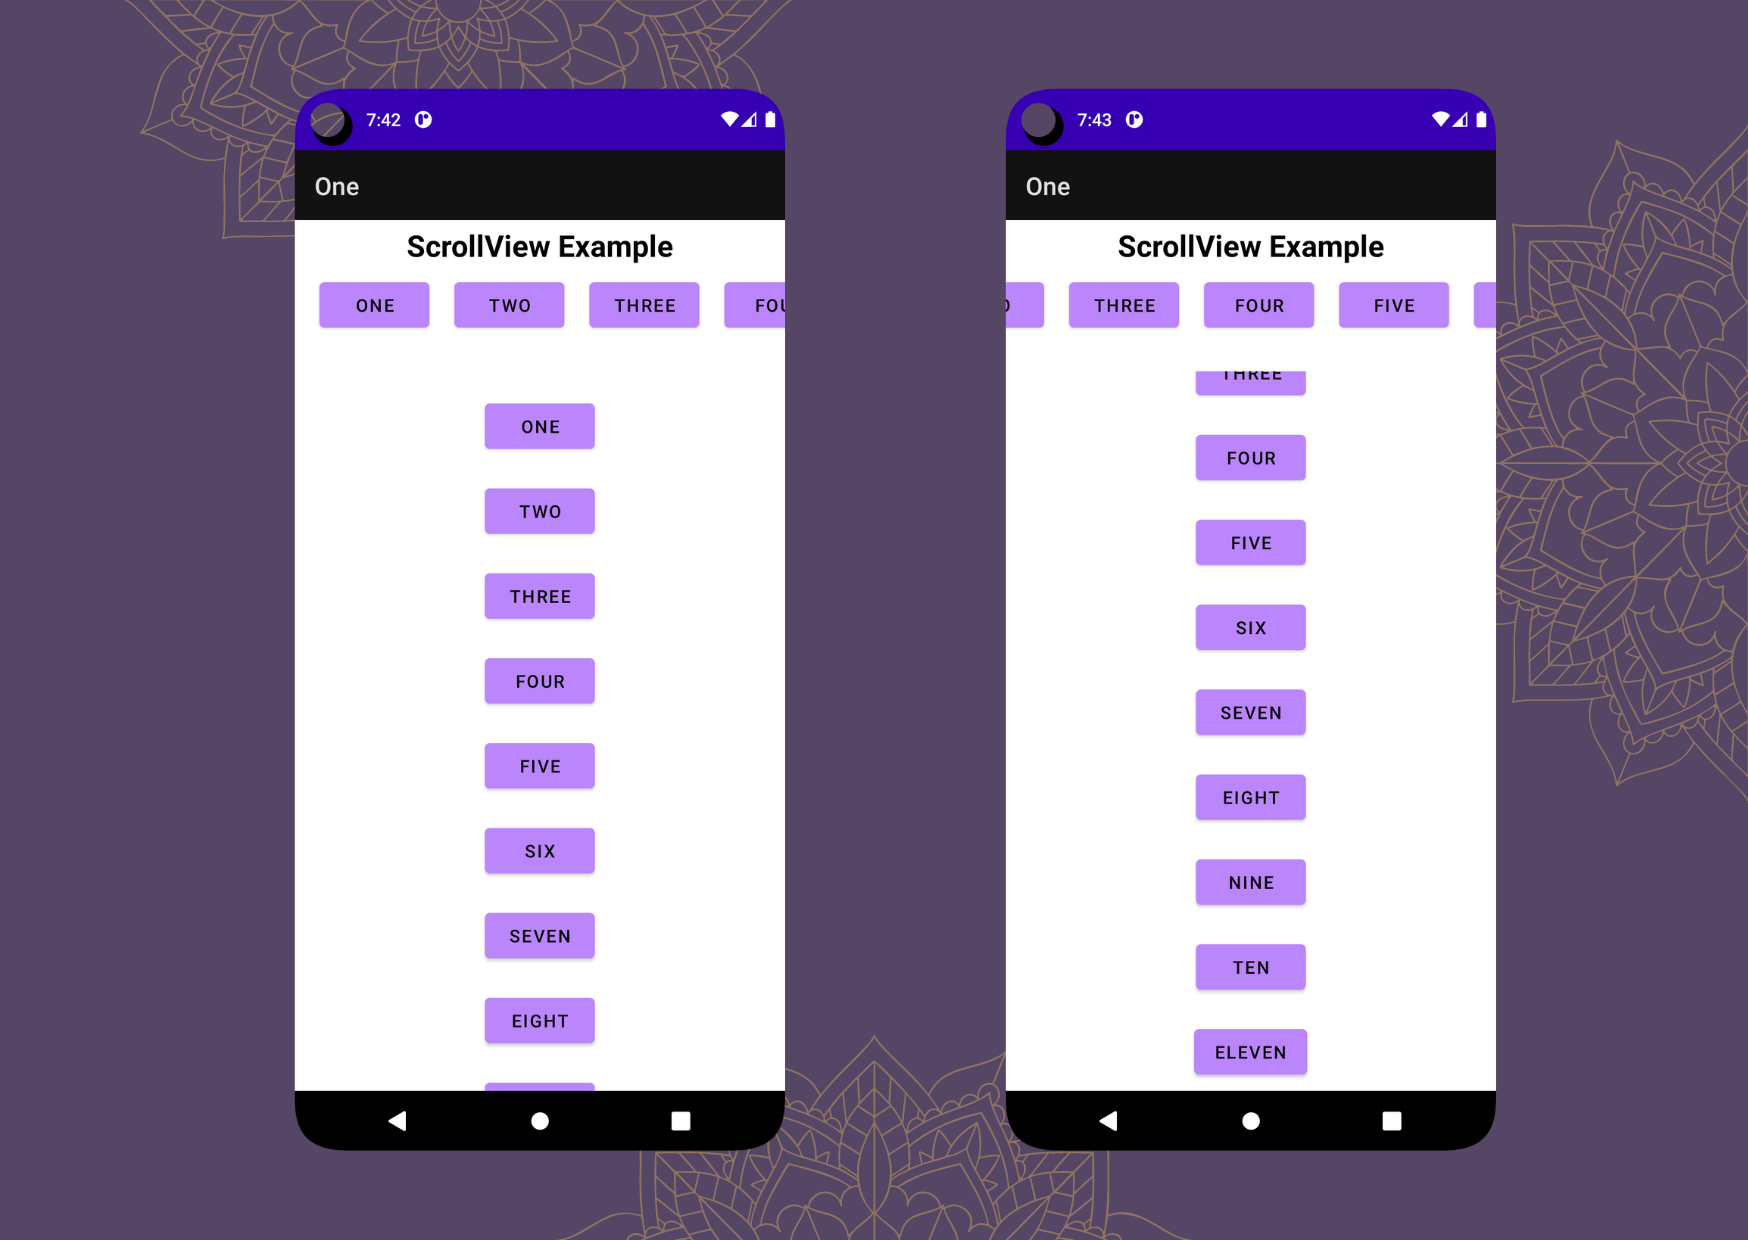 7:42
One
ScrollView Example
ONE TWO THREE FOU
ONE
TWO
THREE
FOUR
FIVE
SIX
SEVEN
EIGHT
7:43
One
ScrollView Example
THREE FOUR FIVE
THREE
FOUR
FIVE
SIX
SEVEN
EIGHT
NINE
TEN
ELEVEN